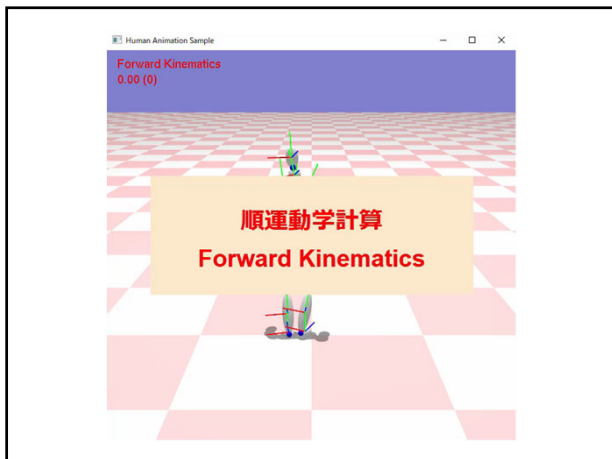 Human Animation Sample
Forward Kinematics
0.00 (0)
順運動学計算
Forward Kinematics